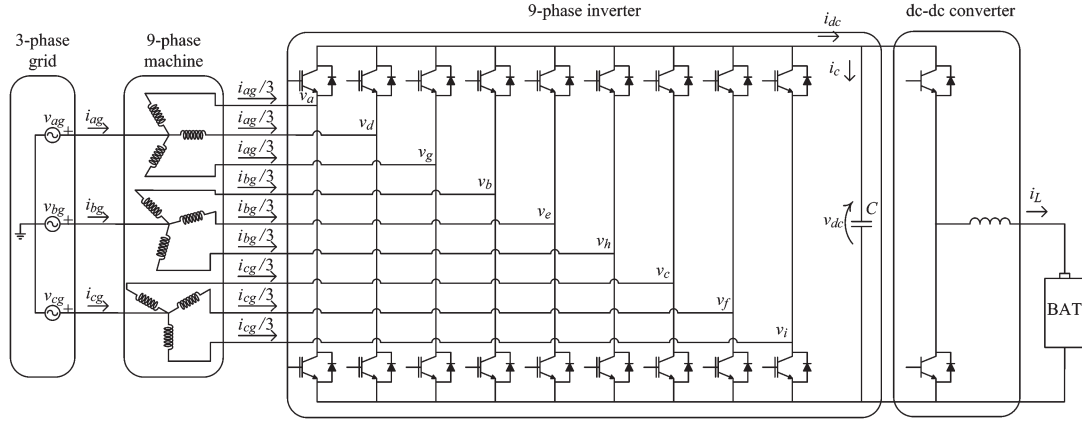 9-phase inverter
dc-dc converter
3-phase
grid
9-phase
machine
i_dc
i_c
i_ag/3
v_a
i_ag/3
v_d
i_ag/3
v_g
i_bg/3
v_b
i_bg/3
v_e
i_bg/3
v_h
i_cg/3
v_c
i_cg/3
v_f
i_cg/3
v_i
v_ag
+
i_ag
v_bg
+
i_bg
v_cg
+
i_cg
v_dc
C
i_L
BAT